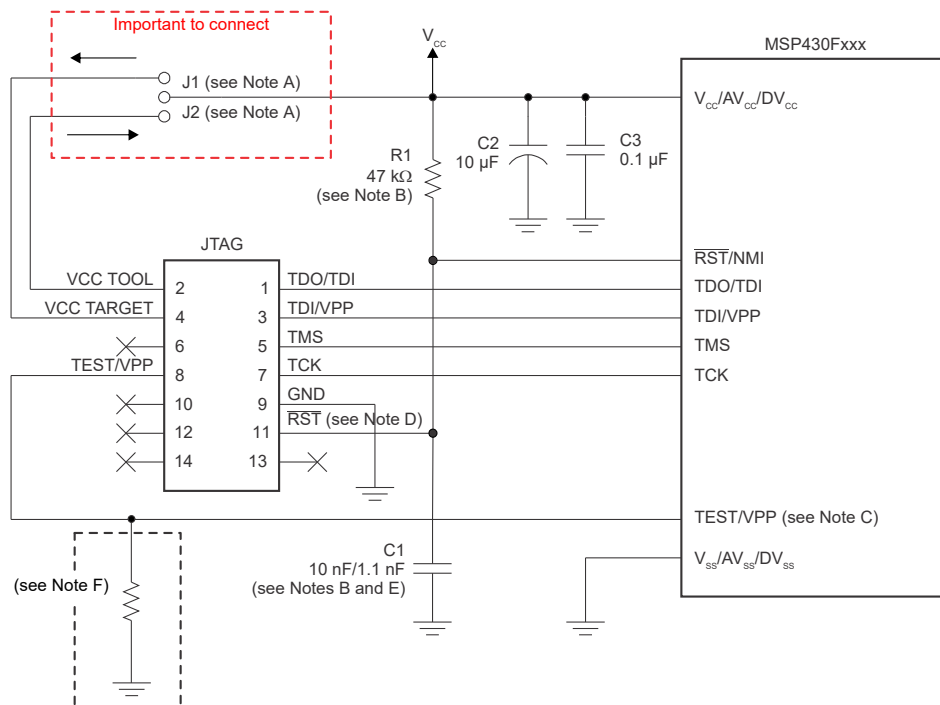 Important to connect
J1 (see Note A)
J2 (see Note A)
VCC
MSP430Fxxx
VCC/AVCC/DVCC
C2
10 µF
C3
0.1 µF
R1
47 kΩ
(see Note B)
RST/NMI
TDO/TDI
TDI/VPP
TMS
TCK
JTAG
VCC TOOL
2
1
TDO/TDI
VCC TARGET
4
3
TDI/VPP
6
5
TMS
TEST/VPP
8
7
TCK
10
9
GND
12
11
RST (see Note D)
14
13
TEST/VPP (see Note C)
VSS/AVSS/DVSS
C1
10 nF/1.1 nF
(see Notes B and E)
(see Note F)